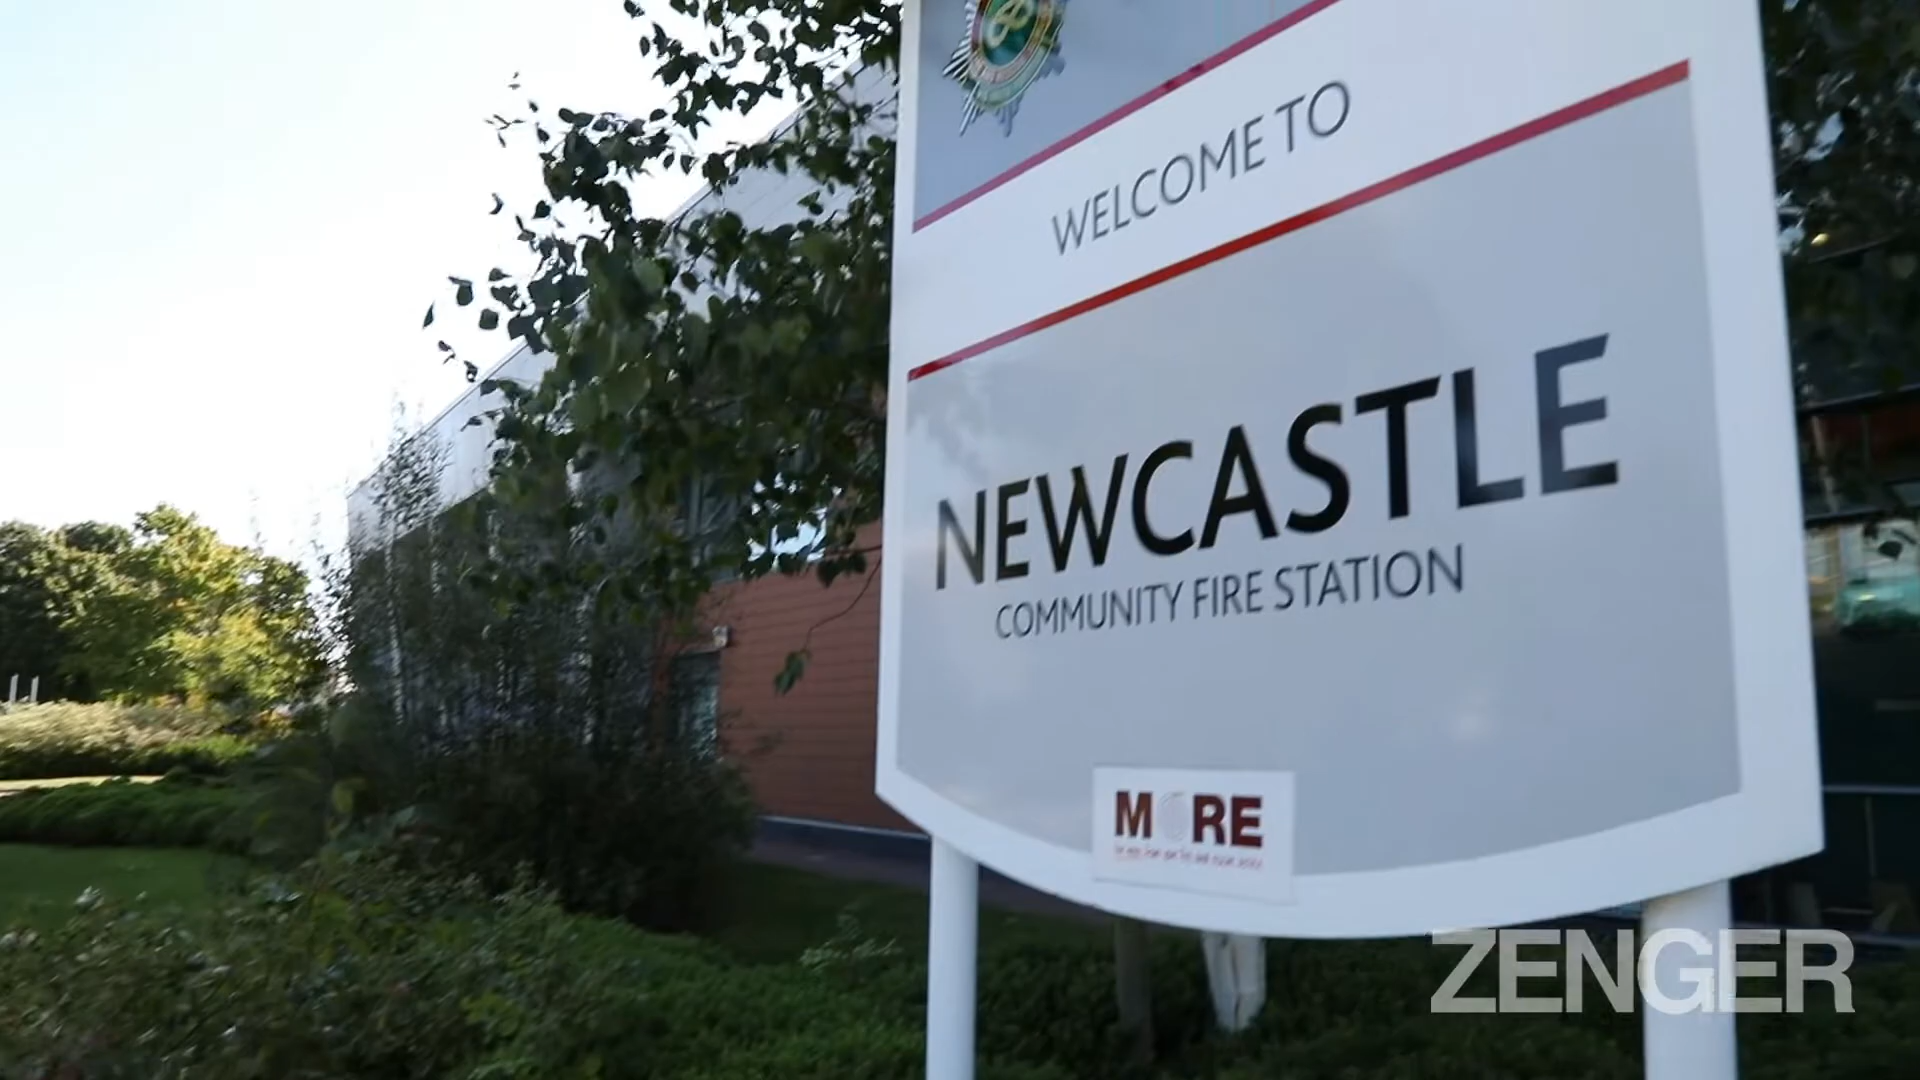 WELCOME TO
NEWCASTLE
COMMUNITY FIRE STATION
MORE
ZENGER